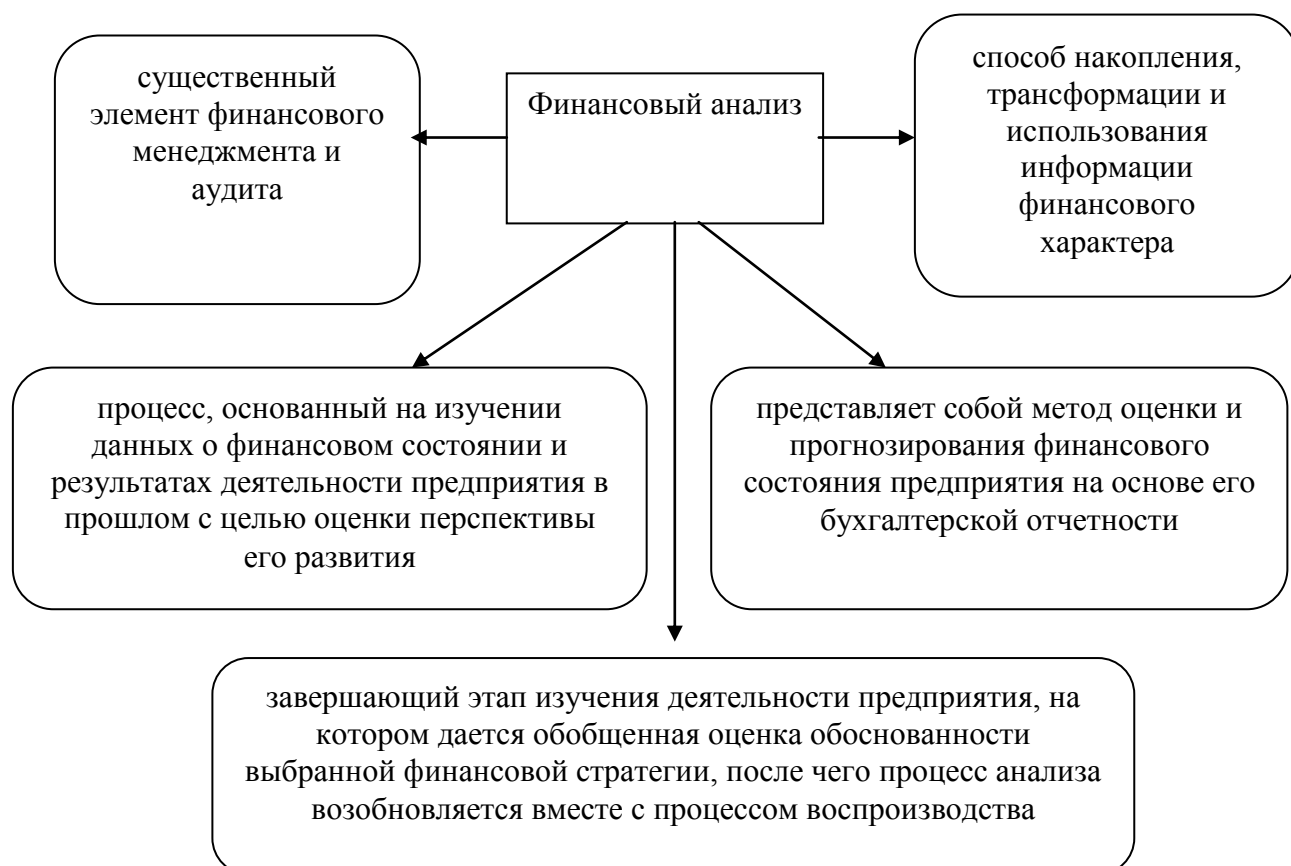 существенный
элемент финансового
менеджмента и
аудита
Финансовый анализ
способ накопления,
трансформации и
использования
информации
финансового
характера
процесс, основанный на изучении
данных о финансовом состоянии и
результатах деятельности предприятия в
прошлом с целью оценки перспективы
его развития
представляет собой метод оценки и
прогнозирования финансового
состояния предприятия на основе его
бухгалтерской отчетности
завершающий этап изучения деятельности предприятия, на
котором дается обобщенная оценка обоснованности
выбранной финансовой стратегии, после чего процесс анализа
возобновляется вместе с процессом воспроизводства